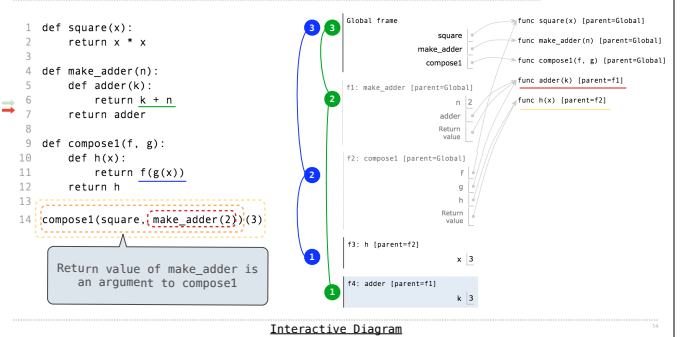 1 def square(x):
2 return x * x
3
4 def make_adder(n):
5 def adder(k):
6 return k + n
7 return adder
8
9 def compose1(f, g):
10 def h(x):
11 return f(g(x))
12 return h
13
14 compose1(square, make_adder(2))(3)
Return value of make_adder is
an argument to compose1
3 3
2
2
1
1
Global frame
square
make_adder
compose1
f1: make_adder [parent=Global]
n 2
adder
Return
value
f2: compose1 [parent=Global]
f
g
h
Return
value
f3: h [parent=f2]
x 3
f4: adder [parent=f1]
k 3
func square(x) [parent=Global]
func make_adder(n) [parent=Global]
func compose1(f, g) [parent=Global]
func adder(k) [parent=f1]
func h(x) [parent=f2]
Interactive Diagram
14